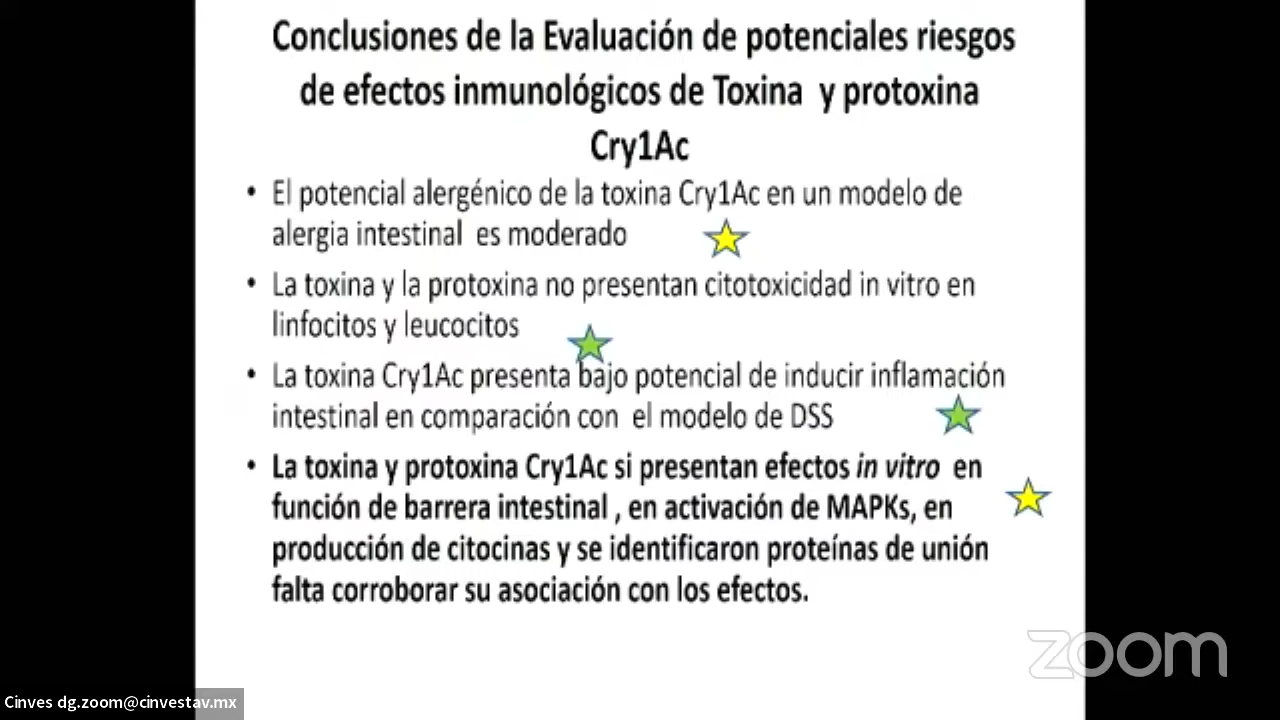 Conclusiones de la Evaluación de potenciales riesgos
de efectos inmunológicos de Toxina y protoxina
Cry1Ac
• El potencial alergénico de la toxina Cry1Ac en un modelo de
alergia intestinal es moderado
• La toxina y la protoxina no presentan citotoxicidad in vitro en
linfocitos y leucocitos
• La toxina Cry1Ac presenta bajo potencial de inducir inflamación
intestinal en comparación con el modelo de DSS
• La toxina y protoxina Cry1Ac si presentan efectos in vitro en
función de barrera intestinal , en activación de MAPKs, en
producción de citocinas y se identificaron proteínas de unión
falta corroborar su asociación con los efectos.
zoom
Cinves dg.zoom@cinvestav.mx